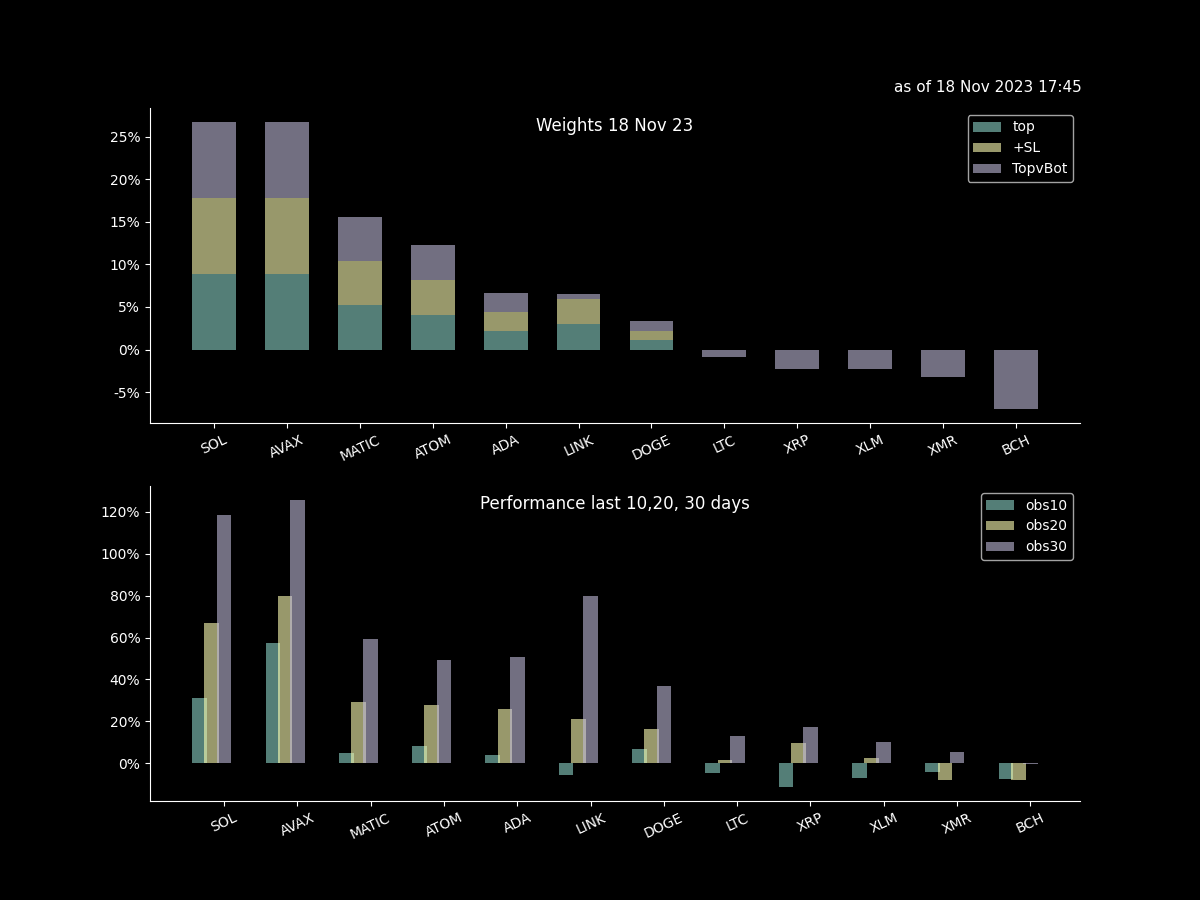 as of 18 Nov 2023 17:45
Weights 18 Nov 23
top
+SL
TopvBot
25%
20%
15%
10%
5%
0%
-5%
SOL AVAX MATIC ATOM ADA LINK DOGE LTC XRP XLM XMR BCH
Performance last 10,20, 30 days
obs10
obs20
obs30
120%
100%
80%
60%
40%
20%
0%
SOL AVAX MATIC ATOM ADA LINK DOGE LTC XRP XLM XMR BCH